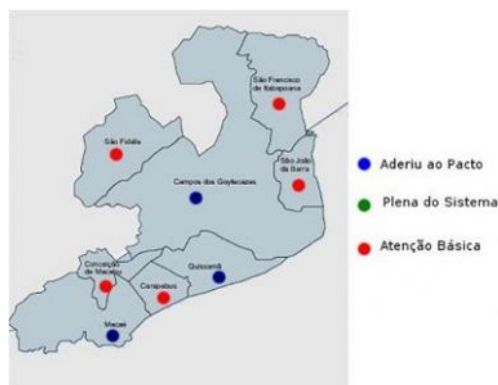 São Francisco
de Itabapoana
São Fidélis
São João
da Barra
Campos dos Goytacazes
Aderiu ao Pacto
Plena do Sistema
Atenção Básica
Conceição
de Macabu
Quissamã
Carapebus
Macaé